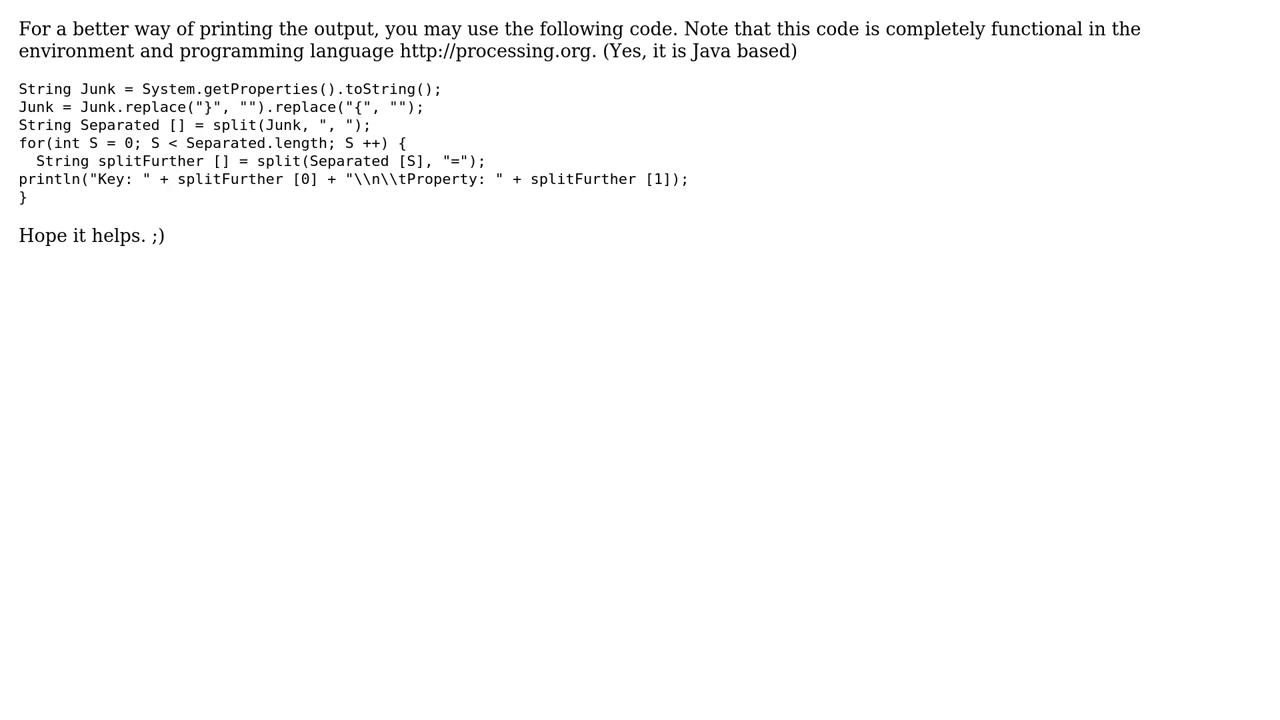 For a better way of printing the output, you may use the following code. Note that this code is completely functional in the
environment and programming language http://processing.org. (Yes, it is Java based)
String Junk = System.getProperties().toString();
Junk = Junk.replace("}", "").replace("{", "");
String Separated [] = split(Junk, ", ");
for(int S = 0; S < Separated.length; S ++) {
  String splitFurther [] = split(Separated [S], "=");
println("Key: " + splitFurther [0] + "\\n\\tProperty: " + splitFurther [1]);
}
Hope it helps. ;)